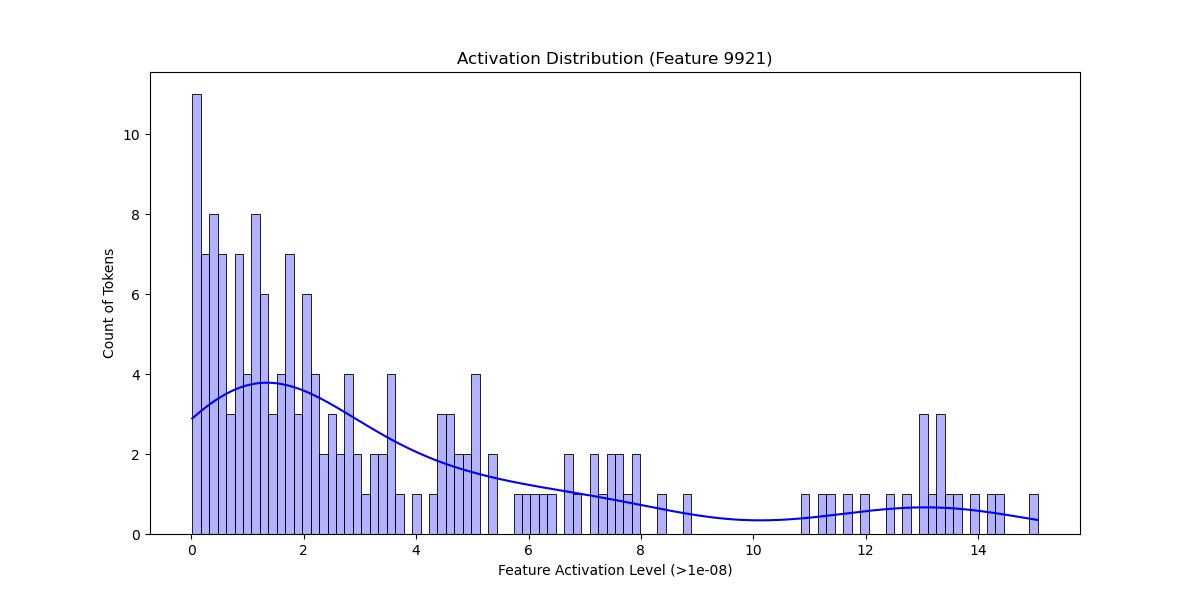 Activation Distribution (Feature 9921)
Count of Tokens
10
8
6
4
2
0
0 2 4 6 8 10 12 14
Feature Activation Level (>1e-08)